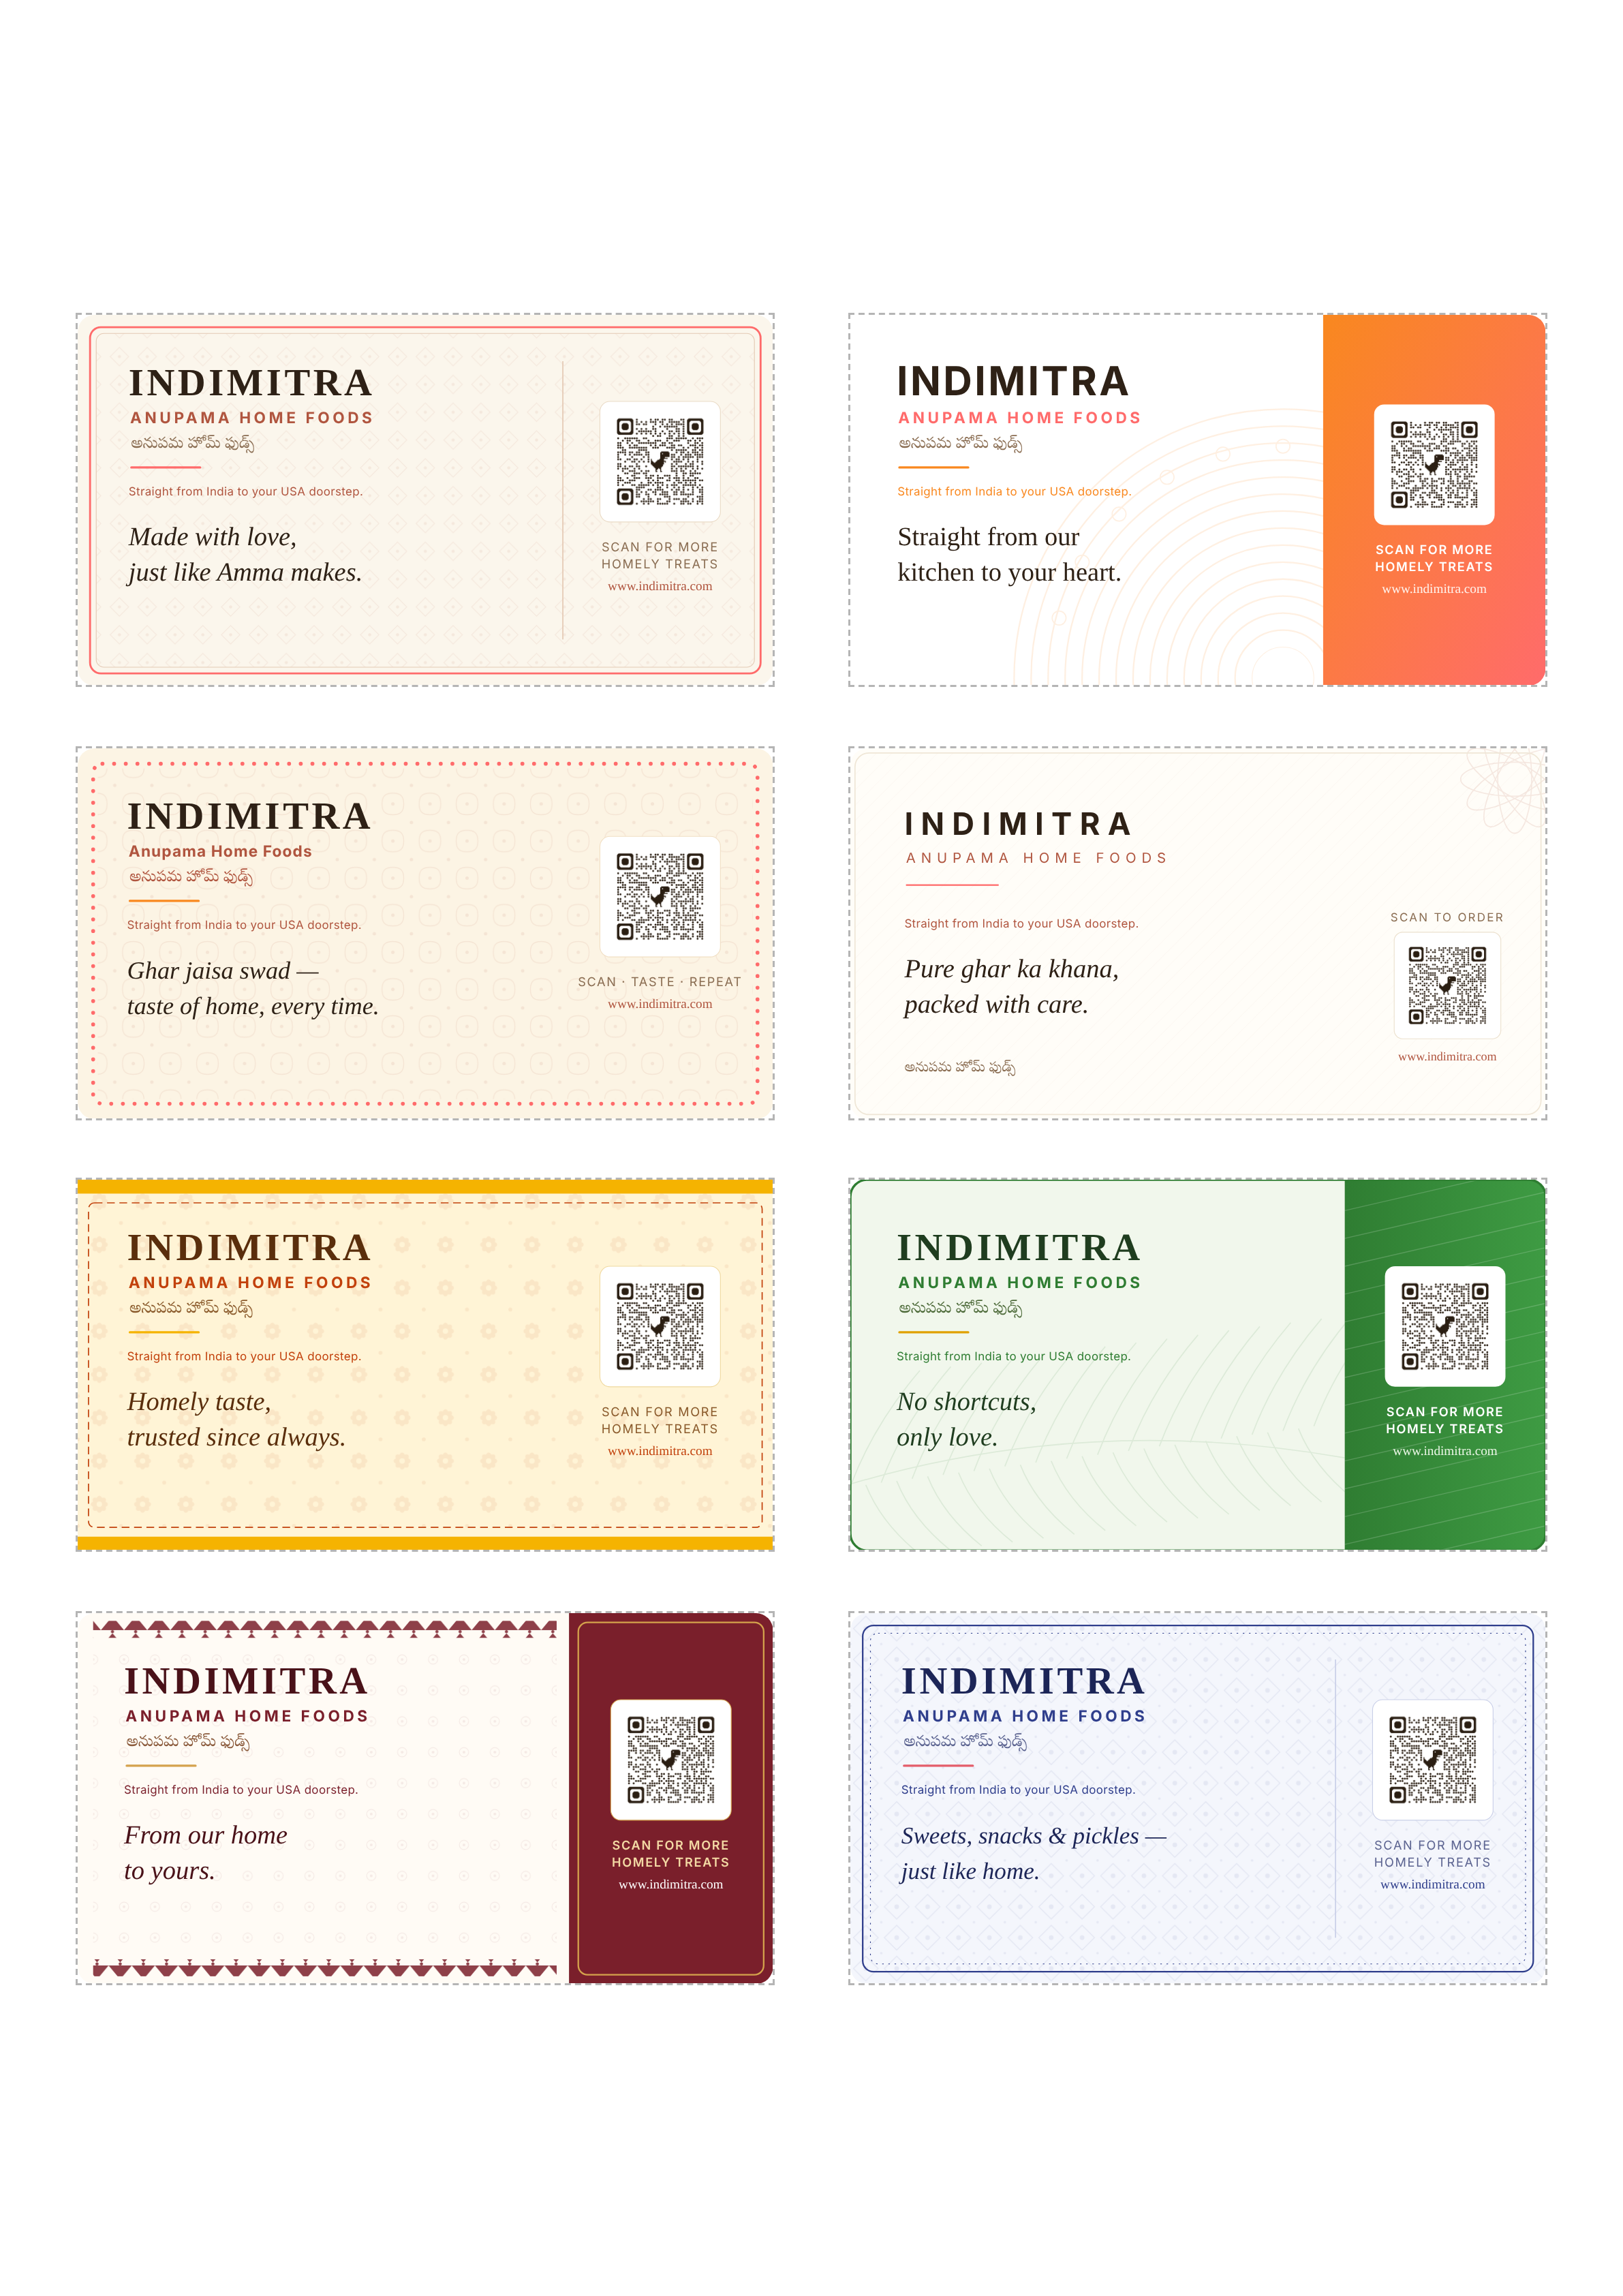 INDIMITRA
ANUPAMA HOME FOODS
అనుపమ హోమ్ ఫుడ్స్
Straight from India to your USA doorstep.
Made with love,
just like Amma makes.
SCAN FOR MORE
HOMELY TREATS
www.indimitra.com
INDIMITRA
ANUPAMA HOME FOODS
అనుపమ హోమ్ ఫుడ్స్
Straight from India to your USA doorstep.
Straight from our
kitchen to your heart.
SCAN FOR MORE
HOMELY TREATS
www.indimitra.com
INDIMITRA
Anupama Home Foods
అనుపమ హోమ్ ఫుడ్స్
Straight from India to your USA doorstep.
Ghar jaisa swad —
taste of home, every time.
SCAN · TASTE · REPEAT
www.indimitra.com
INDIMITRA
ANUPAMA HOME FOODS
Straight from India to your USA doorstep.
Pure ghar ka khana,
packed with care.
అనుపమ హోమ్ ఫుడ్స్
SCAN TO ORDER
www.indimitra.com
INDIMITRA
ANUPAMA HOME FOODS
అనుపమ హోమ్ ఫుడ్స్
Straight from India to your USA doorstep.
Homely taste,
trusted since always.
SCAN FOR MORE
HOMELY TREATS
www.indimitra.com
INDIMITRA
ANUPAMA HOME FOODS
అనుపమ హోమ్ ఫుడ్స్
Straight from India to your USA doorstep.
No shortcuts,
only love.
SCAN FOR MORE
HOMELY TREATS
www.indimitra.com
INDIMITRA
ANUPAMA HOME FOODS
అనుపమ హోమ్ ఫుడ్స్
Straight from India to your USA doorstep.
From our home
to yours.
SCAN FOR MORE
HOMELY TREATS
www.indimitra.com
INDIMITRA
ANUPAMA HOME FOODS
అనుపమ హోమ్ ఫుడ్స్
Straight from India to your USA doorstep.
Sweets, snacks & pickles —
just like home.
SCAN FOR MORE
HOMELY TREATS
www.indimitra.com